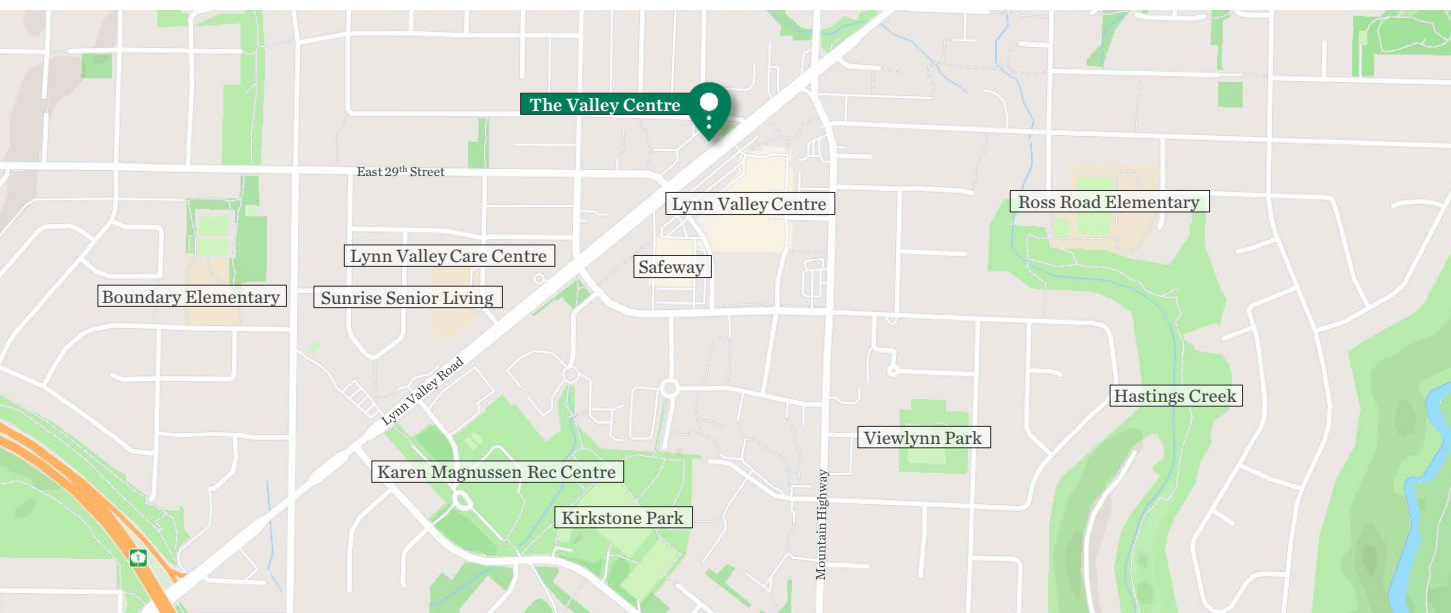 The Valley Centre
East 29th Street
Lynn Valley Centre
Ross Road Elementary
Lynn Valley Care Centre
Safeway
Boundary Elementary
Sunrise Senior Living
Lynn Valley Road
Hastings Creek
Viewlynn Park
Karen Magnussen Rec Centre
Kirkstone Park
Mountain Highway
1